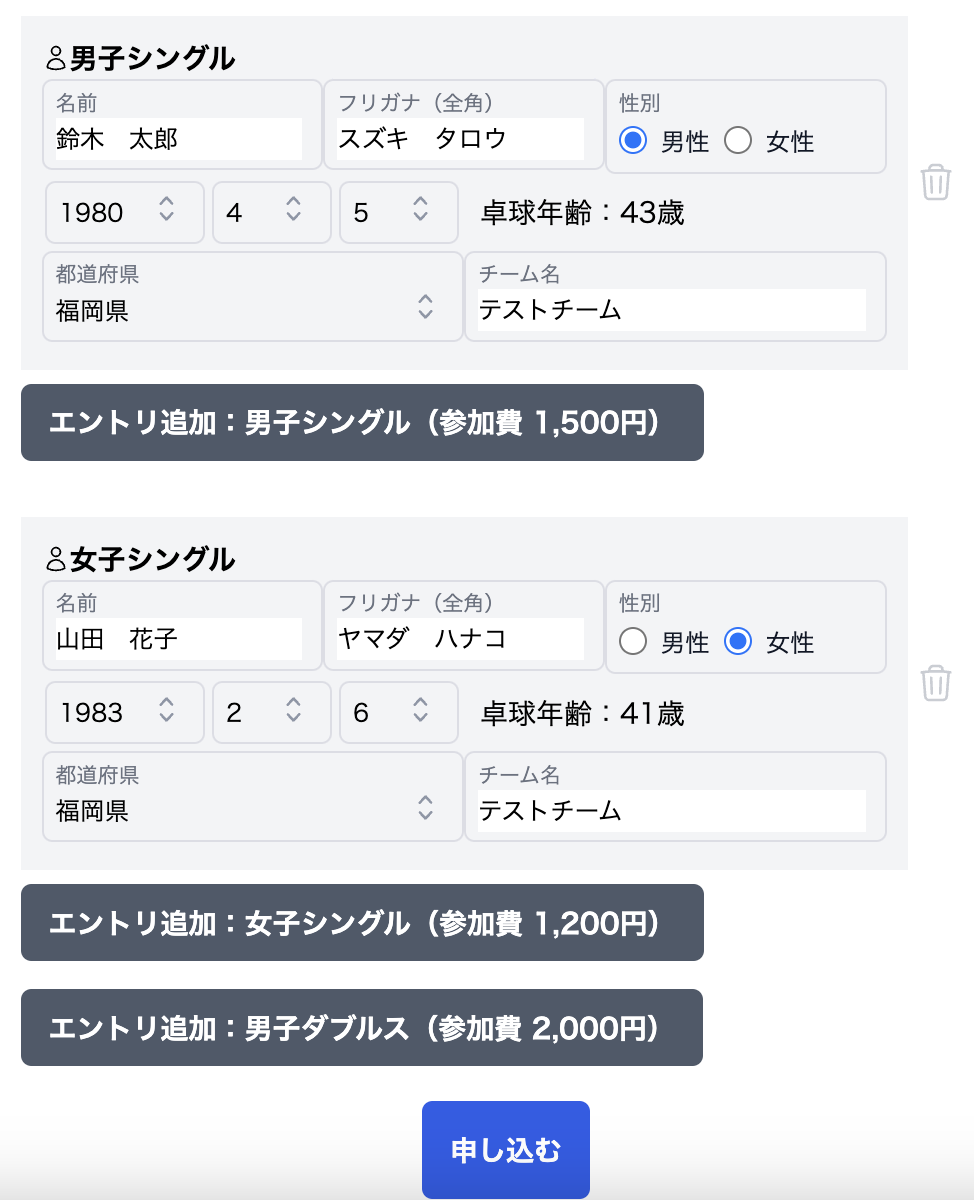 男子シングル
名前 フリガナ（全角） 性別
鈴木　太郎 スズキ　タロウ 男性 女性
1980 4 5 卓球年齢：43歳
都道府県 チーム名
福岡県 テストチーム
エントリ追加：男子シングル（参加費 1,500円）
女子シングル
名前 フリガナ（全角） 性別
山田　花子 ヤマダ　ハナコ 男性 女性
1983 2 6 卓球年齢：41歳
都道府県 チーム名
福岡県 テストチーム
エントリ追加：女子シングル（参加費 1,200円）
エントリ追加：男子ダブルス（参加費 2,000円）
申し込む